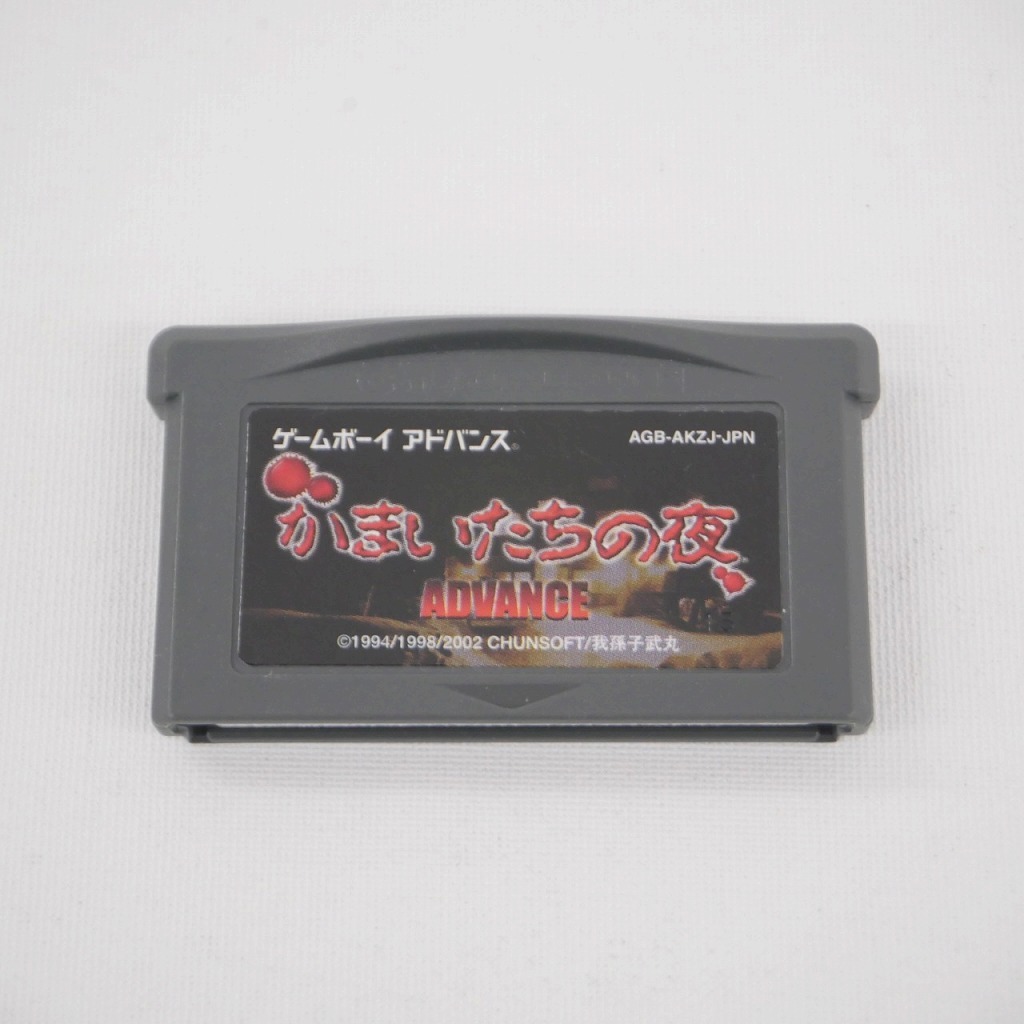 ゲームボーイ アドバンス
AGB-AKZJ-JPN
かまいたちの夜
ADVANCE
©1994/1998/2002 CHUNSOFT/我孫子武丸